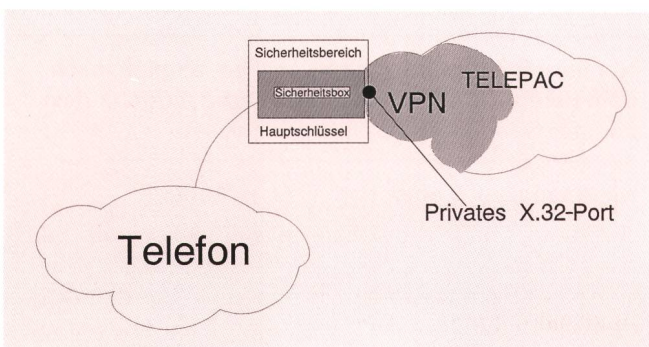 Sicherheitsbereich
Sicherheitsbox
Hauptschlüssel
TELEPAC
VPN
Privates X.32-Port
Telefon